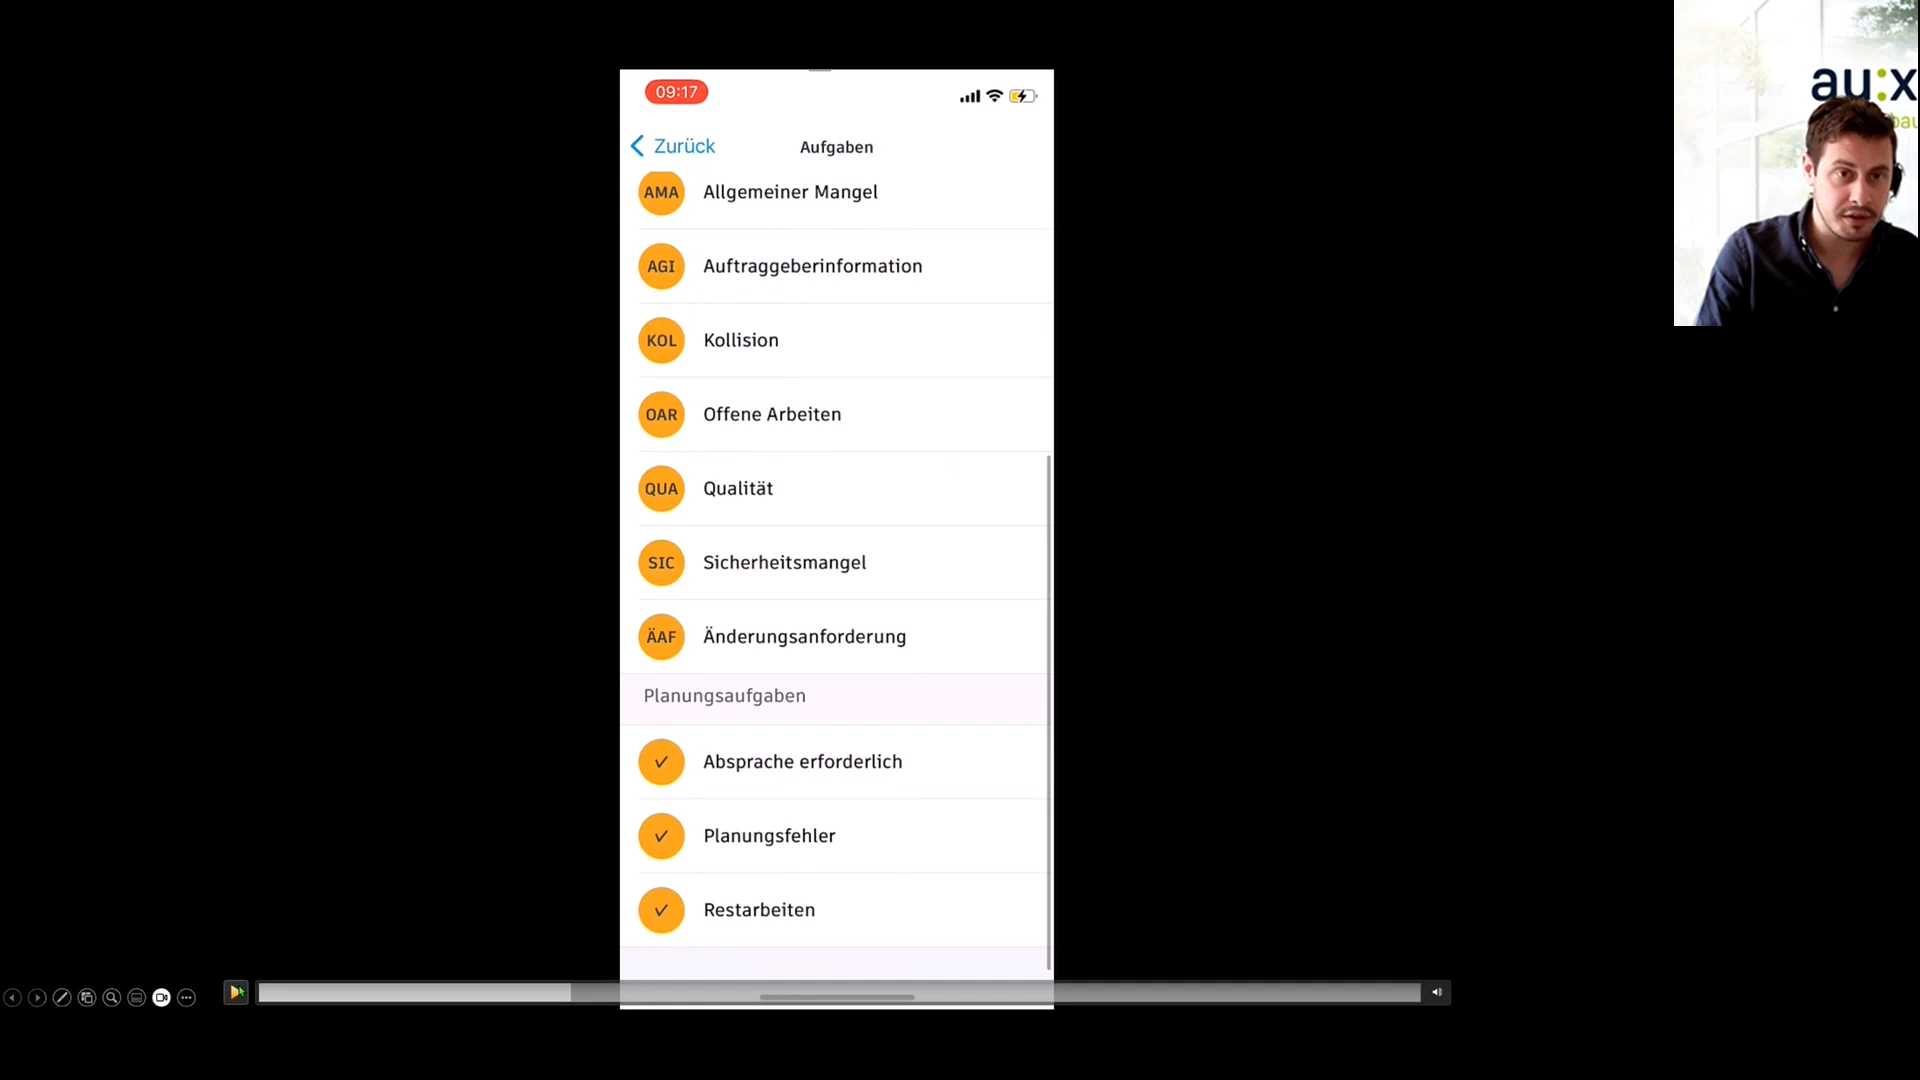 09:17
Zurück
Aufgaben
AMA Allgemeiner Mangel
AGI Auftraggeberinformation
KOL Kollision
OAR Offene Arbeiten
QUA Qualität
SIC Sicherheitsmangel
ÄAF Änderungsanforderung
Planungsaufgaben
Absprache erforderlich
Planungsfehler
Restarbeiten
au:x
bau